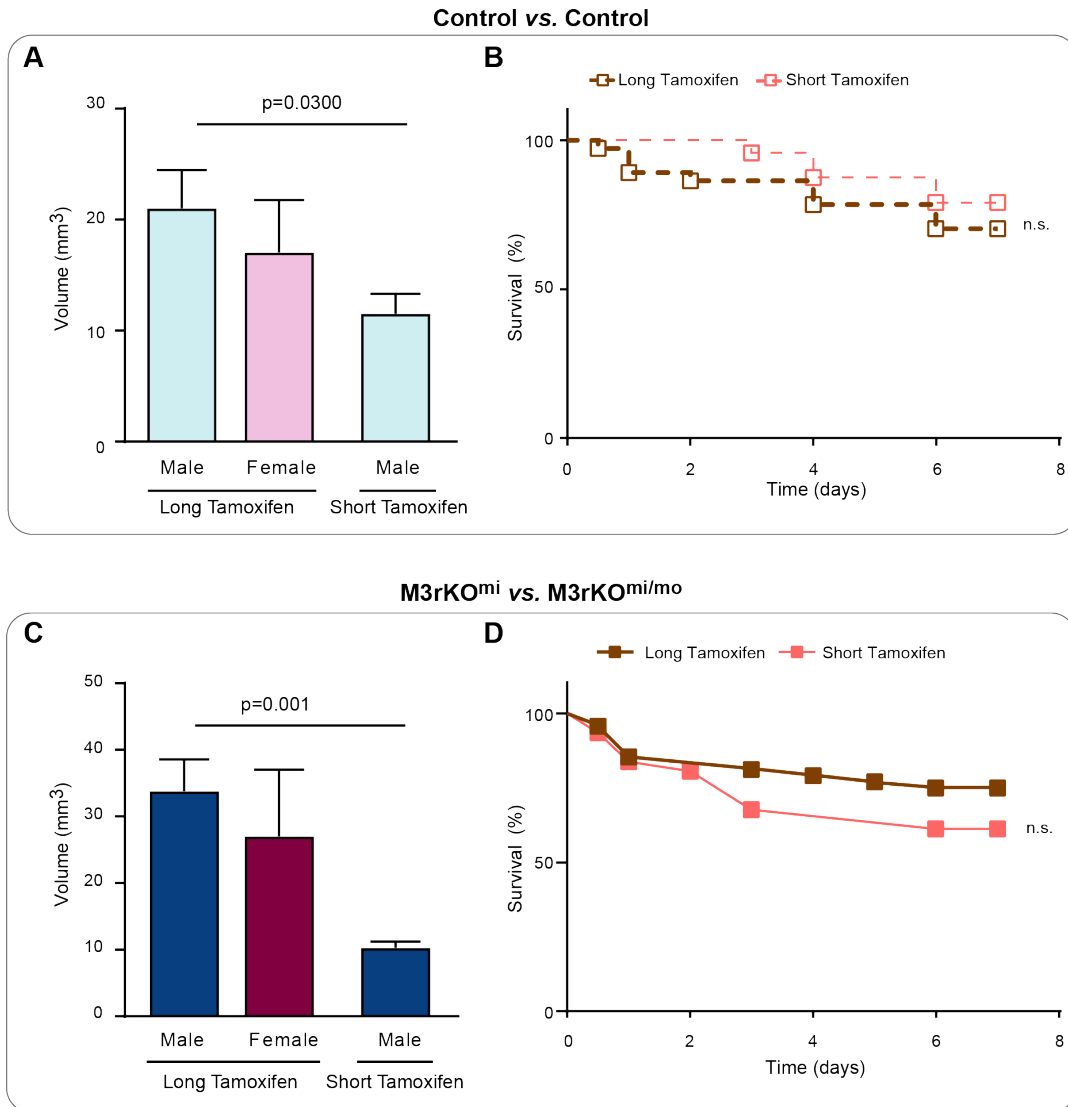 Control vs. Control
A
p=0.0300
30
20
10
0
Volume (mm3)
Male Female Male
Long Tamoxifen Short Tamoxifen
B
Long Tamoxifen Short Tamoxifen
100
50
0
Survival (%)
n.s.
0 2 4 6 8
Time (days)
M3rKOmi vs. M3rKOmi/mo
C
p=0.001
50
40
30
20
10
0
Volume (mm3)
Male Female Male
Long Tamoxifen Short Tamoxifen
D
Long Tamoxifen Short Tamoxifen
100
50
0
Survival (%)
n.s.
0 2 4 6 8
Time (days)